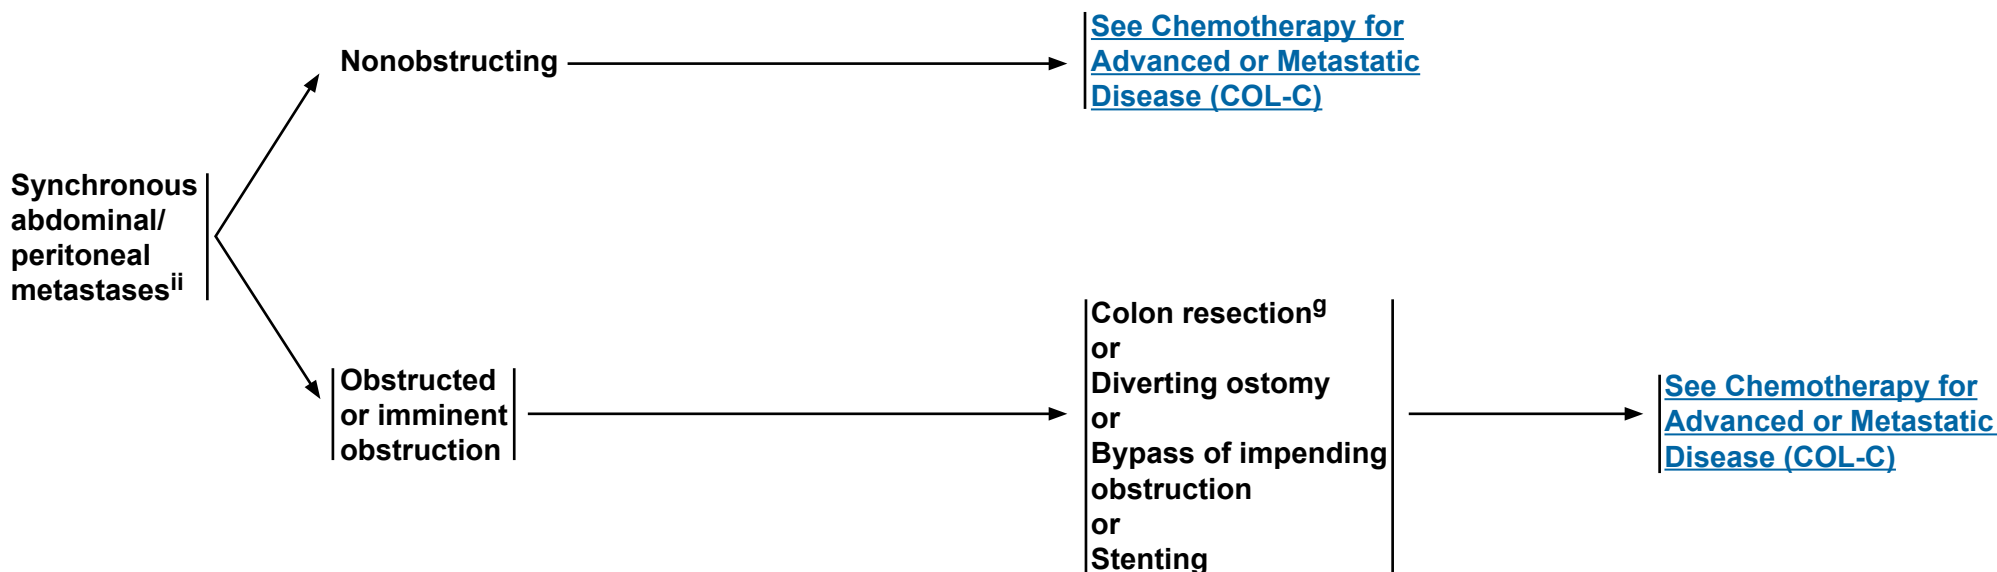 Synchronous
abdominal/
peritoneal
metastasesii
Nonobstructing
See Chemotherapy for
Advanced or Metastatic
Disease (COL-C)
Obstructed
or imminent
obstruction
Colon resectiong
or
Diverting ostomy
or
Bypass of impending
obstruction
or
Stenting
See Chemotherapy for
Advanced or Metastatic
Disease (COL-C)